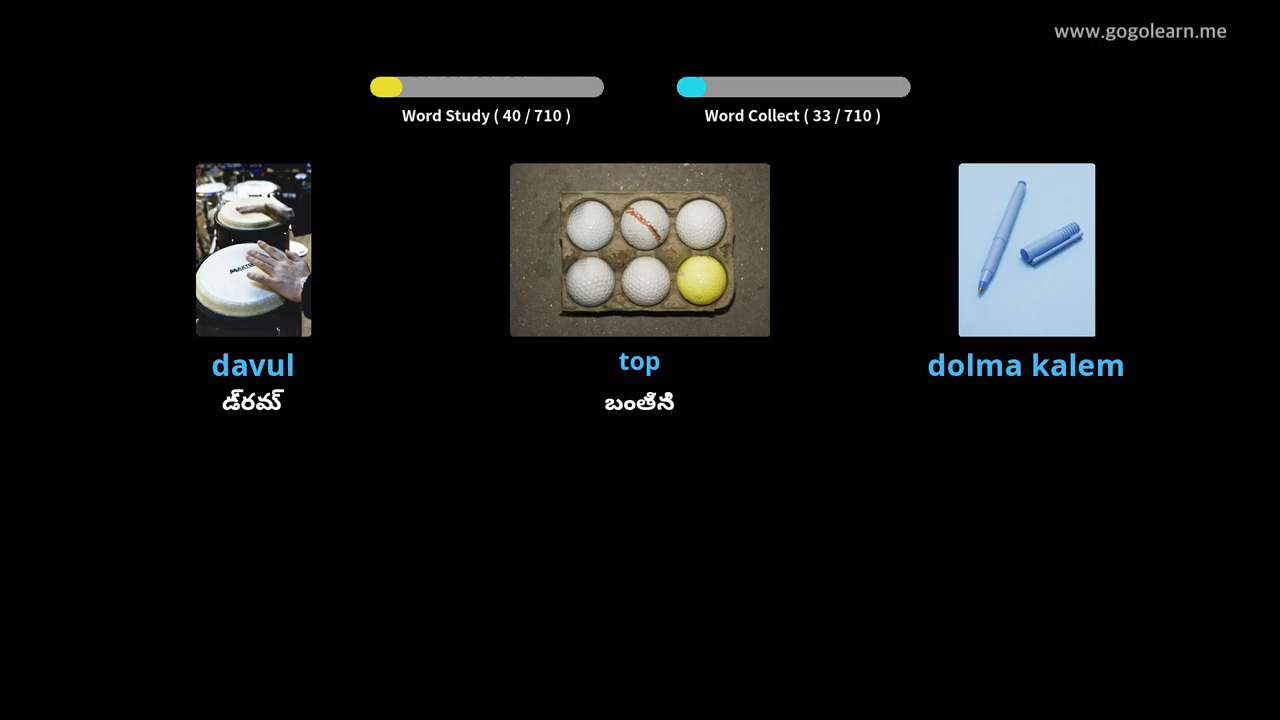 www.gogolearn.me
Word Study ( 40 / 710 )
Word Collect ( 33 / 710 )
davul
top
dolma kalem
డ్రమ్
బంతిని